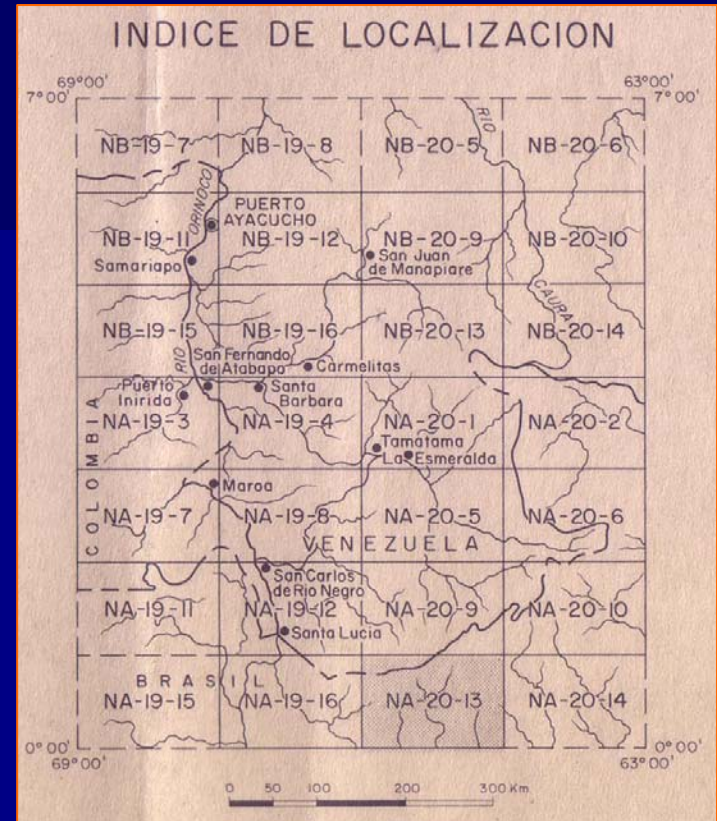 INDICE DE LOCALIZACION
69°00' 63°00'
7°00' 7°00'
NB-19-7 NB-19-8 NB-20-5 NB-20-6
RIO
ORINOCO
PUERTO
AYACUCHO
NB-19-11 NB-19-12 NB-20-9 NB-20-10
Samariapo
San Juan
de Manapiare
CAURA
NB-19-15 NB-19-16 NB-20-13 NB-20-14
RIO
San Fernando
de Atabapo
Carmelitas
Puerto
Inirida
Santa
Barbara
NA-19-3 NA-19-4 NA-20-1 NA-20-2
COLOMBIA
Tamatama
La Esmeralda
Maroa
NA-19-7 NA-19-8 NA-20-5 NA-20-6
VENEZUELA
San Carlos
de Rio Negro
NA-19-11 NA-19-12 NA-20-9 NA-20-10
Santa Lucia
BRASIL
NA-19-15 NA-19-16 NA-20-13 NA-20-14
0°00' 0°00'
69°00' 63°00'
0 50 100 200 300 Km